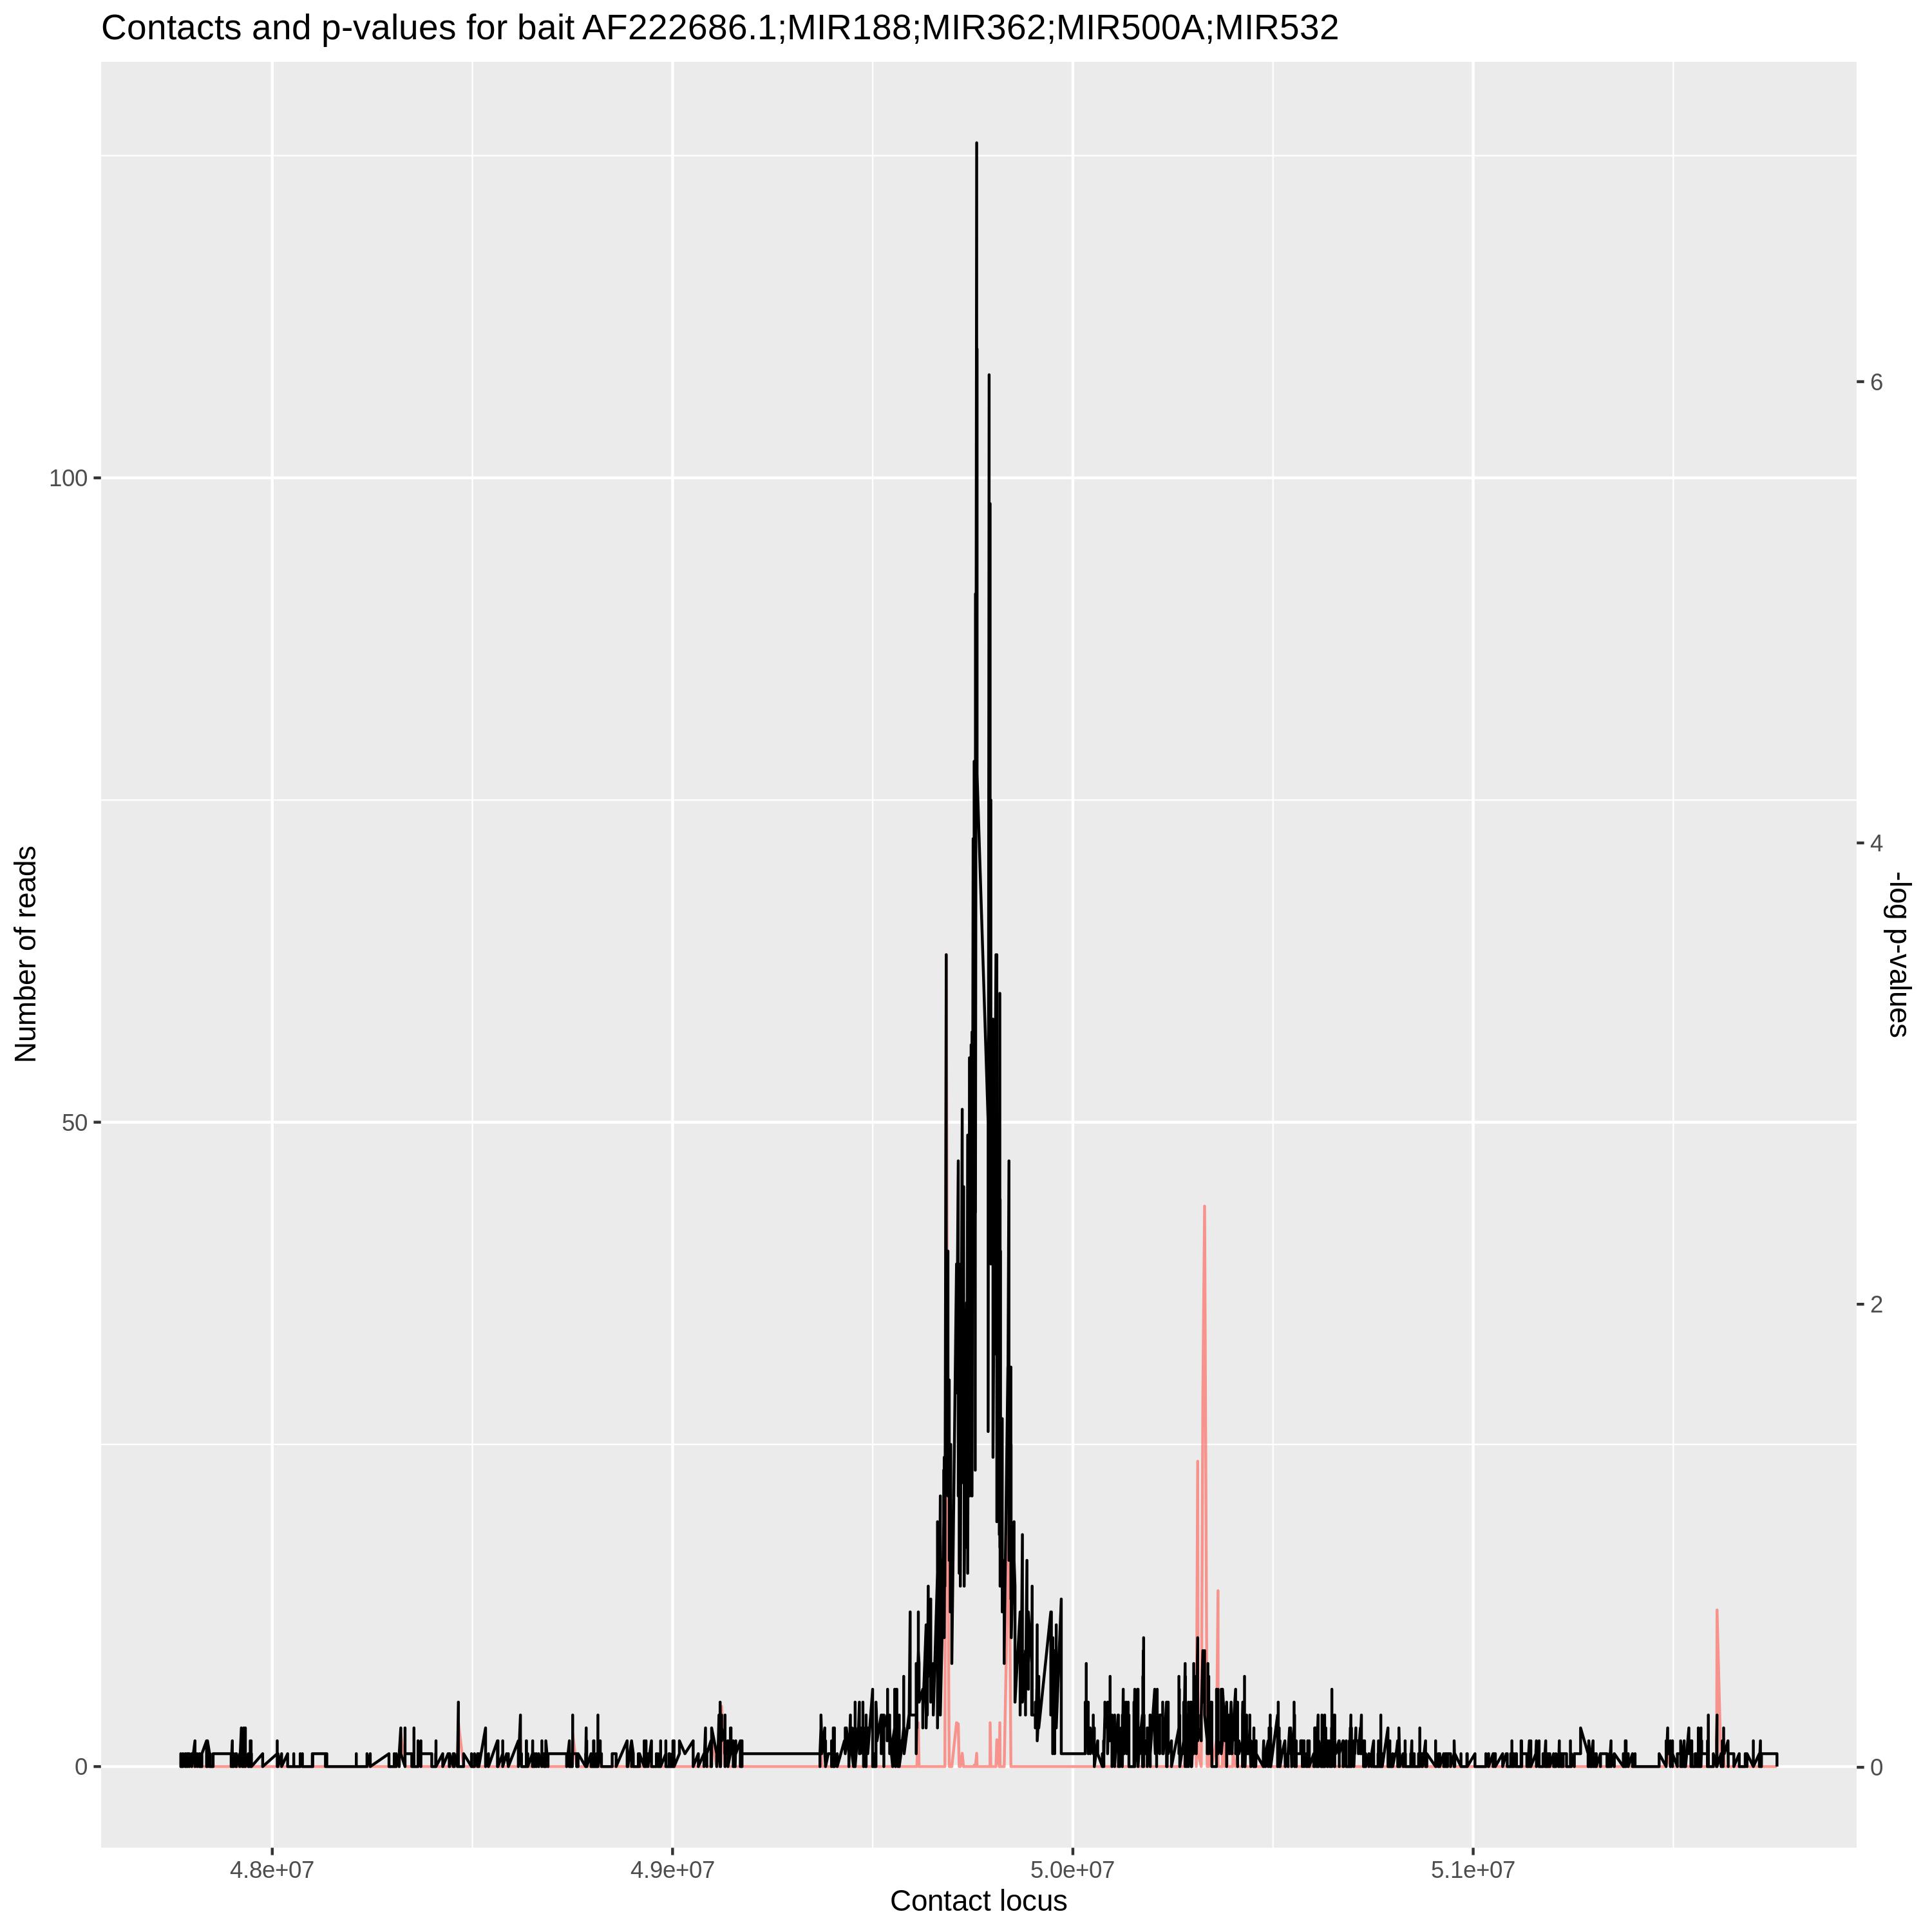 Contacts and p-values for bait AF222686.1;MIR188;MIR362;MIR500A;MIR532
100
50
0
Number of reads
6
4
2
0
-log p-values
4.8e+07
4.9e+07
5.0e+07
5.1e+07
Contact locus